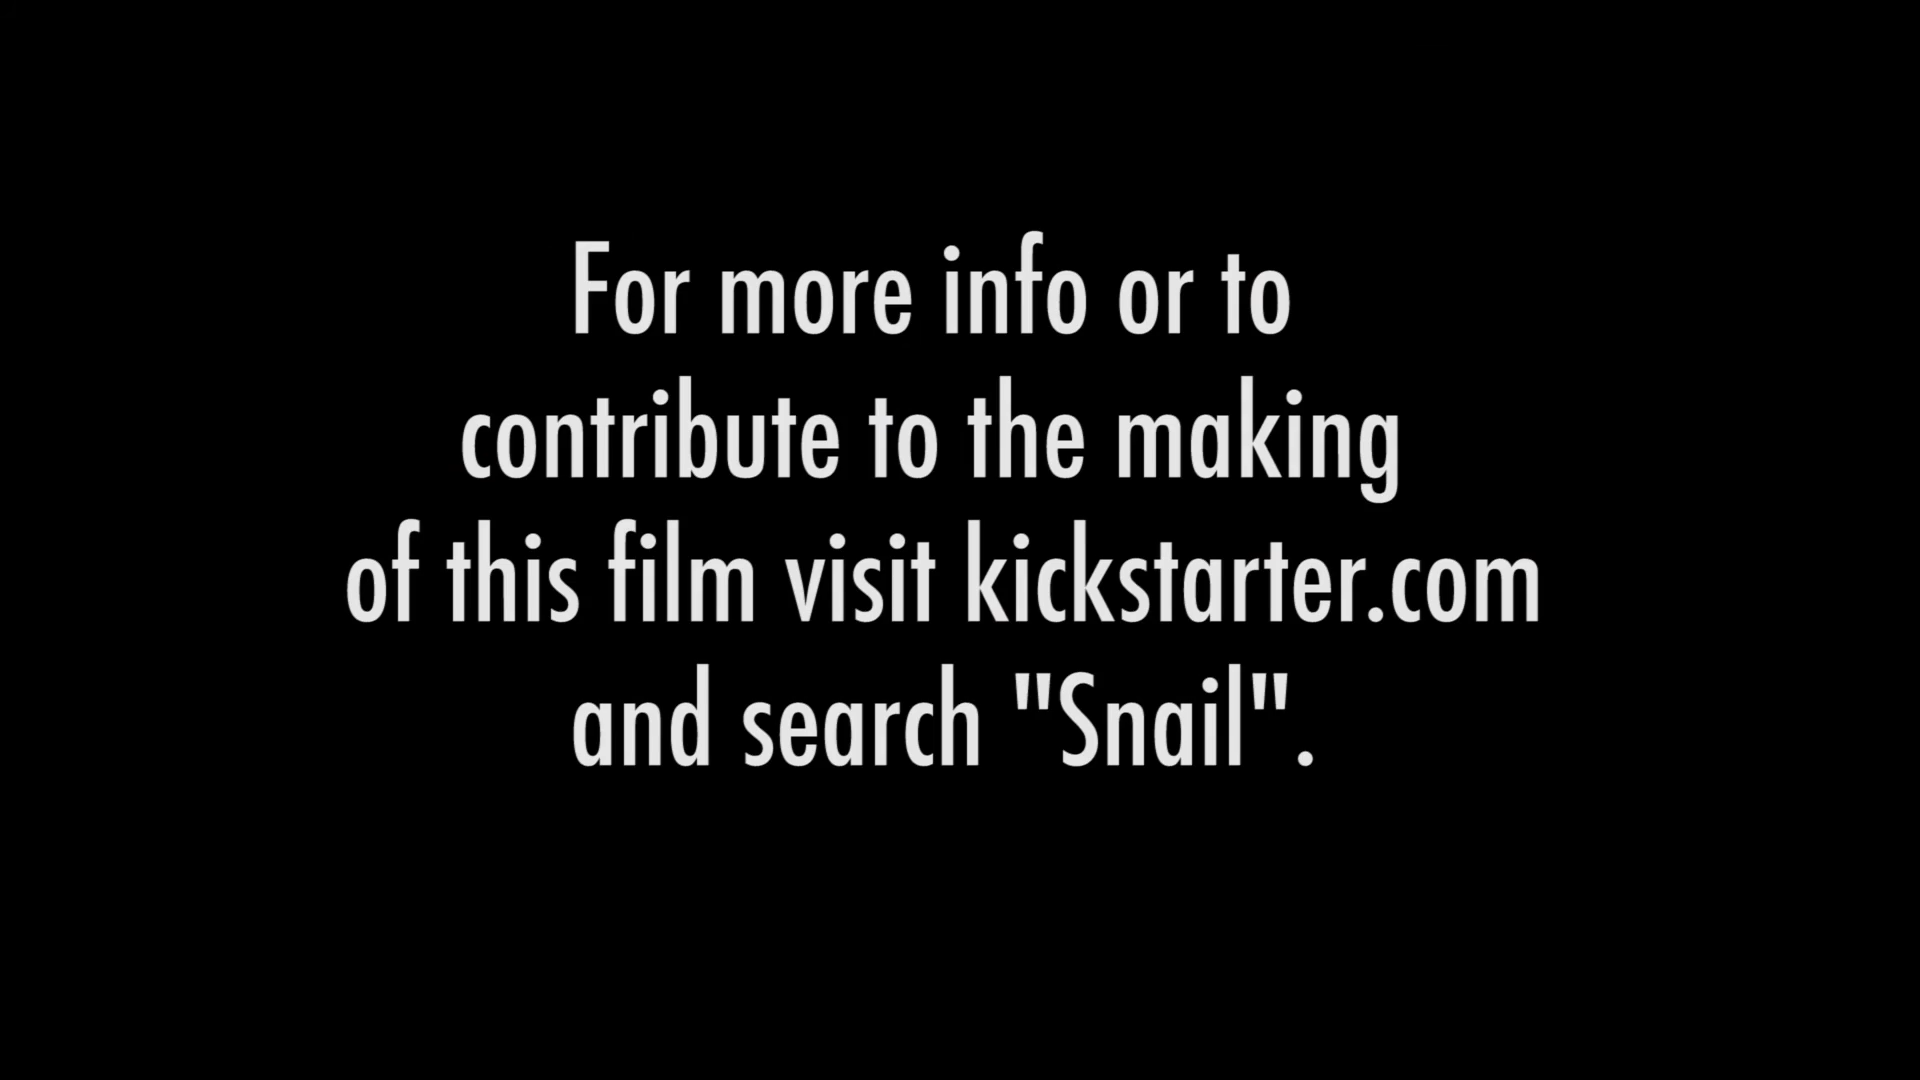 For more info or to
contribute to the making
of this film visit kickstarter.com
and search "Snail".